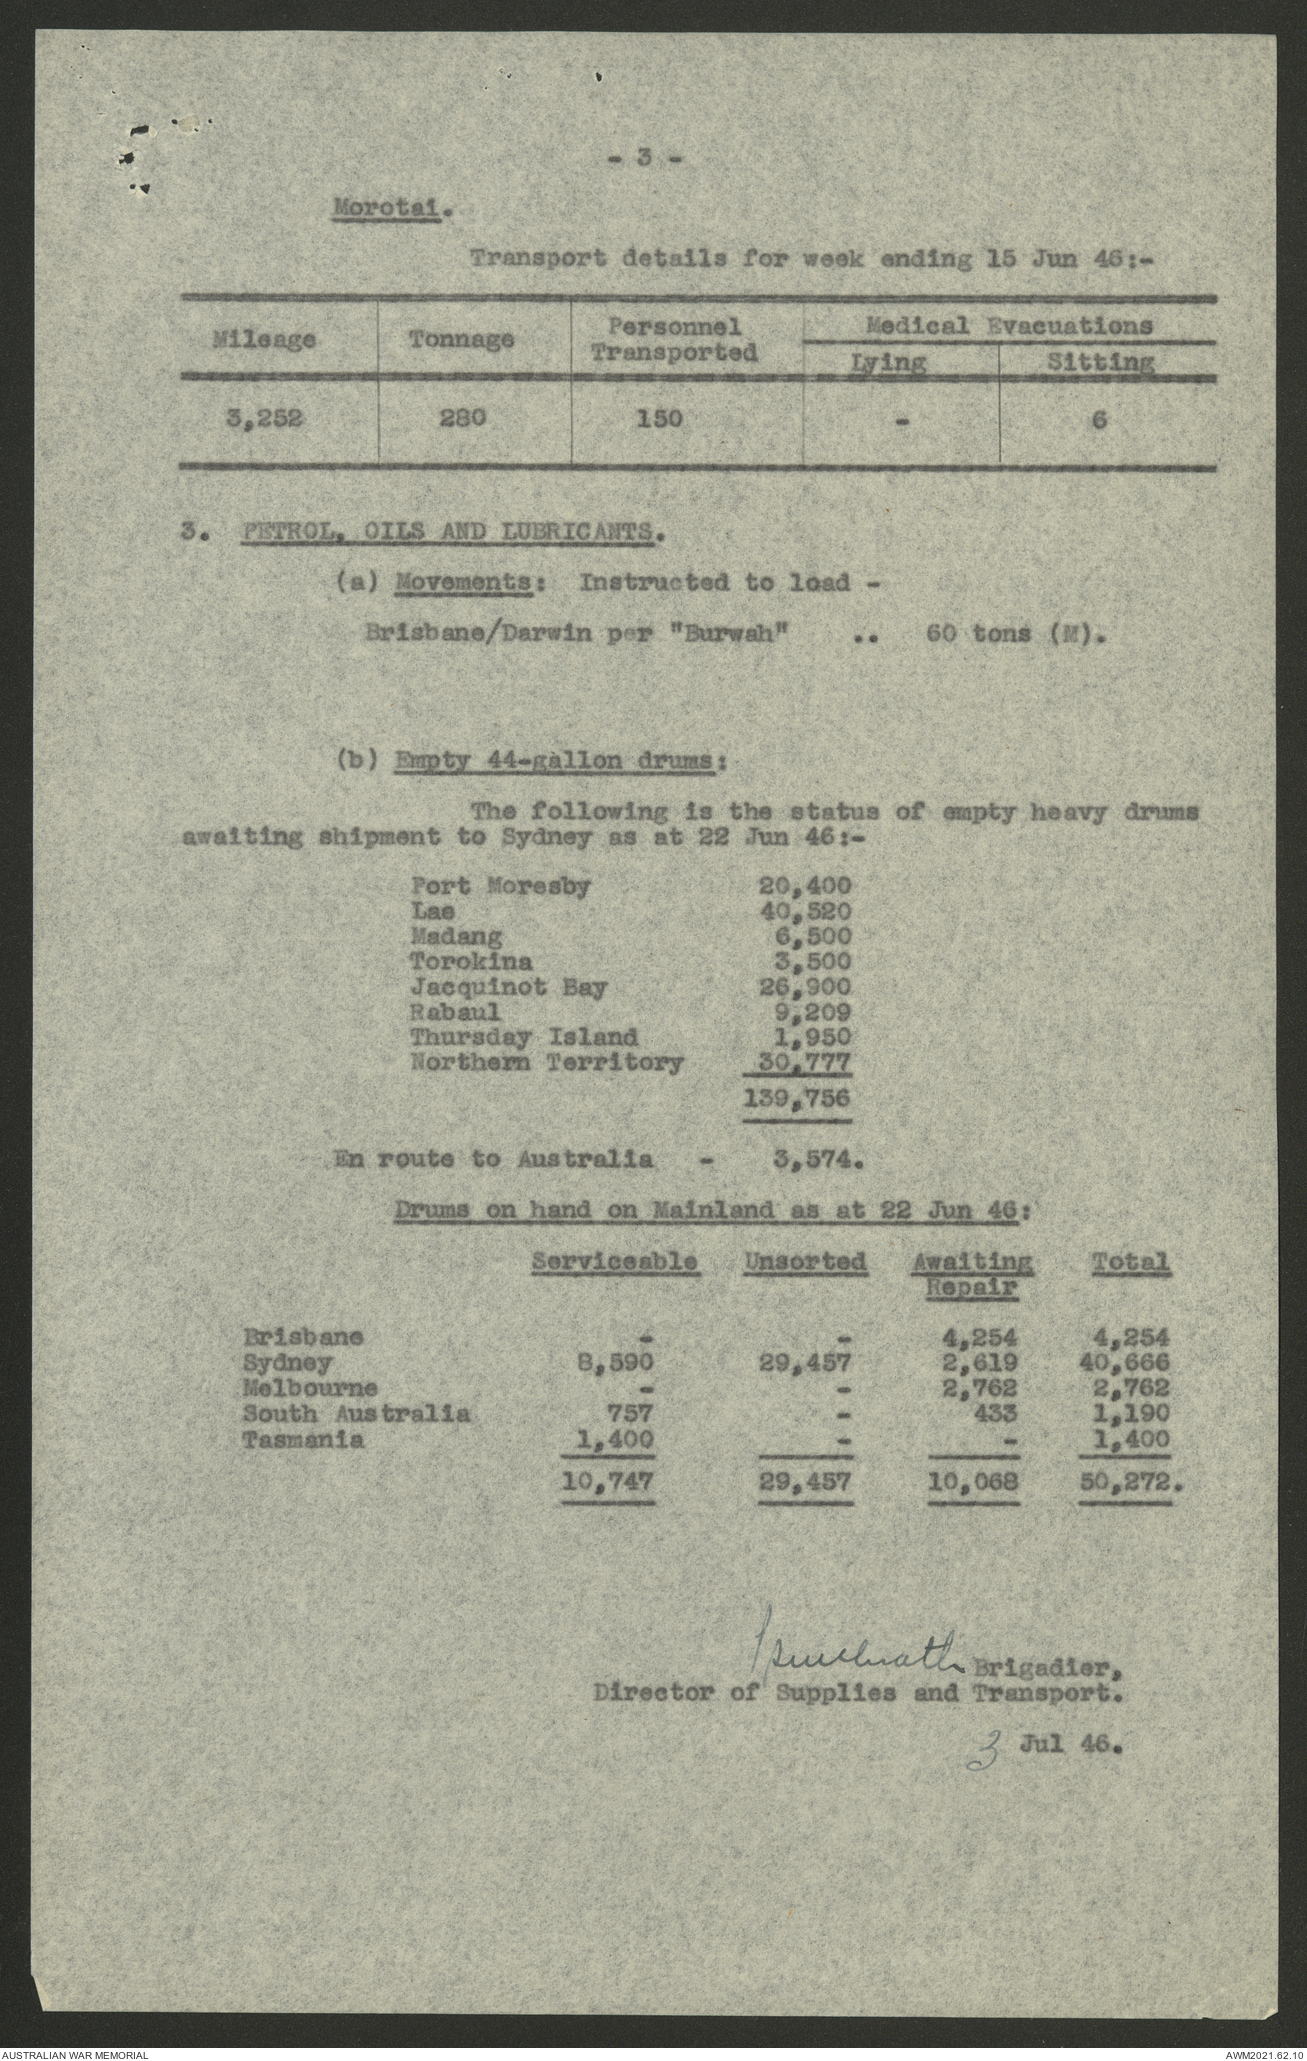 - 3 -
Morotai.
Transport details for week ending 15 Jun 46:-
Mileage Tonnage Personnel Transported Medical Evacuations
Lying Sitting
3,252 280 150 - 6
3. PETROL, OILS AND LUBRICANTS.
(a) Movements: Instructed to load -
Brisbane/Darwin per "Burwah" .. 60 tons (M).
(b) Empty 44-gallon drums:
The following is the status of empty heavy drums
awaiting shipment to Sydney as at 22 Jun 46:-
Port Moresby 20,400
Lae 40,520
Madang 6,500
Torokina 3,500
Jacquinot Bay 26,900
Rabaul 9,209
Thursday Island 1,950
Northern Territory 30,777
139,756
En route to Australia - 3,574.
Drums on hand on Mainland as at 22 Jun 46:
Serviceable Unsorted Awaiting Repair Total
Brisbane - - 4,254 4,254
Sydney 8,590 29,457 2,619 40,666
Melbourne - - 2,762 2,762
South Australia 757 - 433 1,190
Tasmania 1,400 - - 1,400
10,747 29,457 10,068 50,272.
Brigadier,
Director of Supplies and Transport.
3 Jul 46.
AUSTRALIAN WAR MEMORIAL AWM2021.62.10